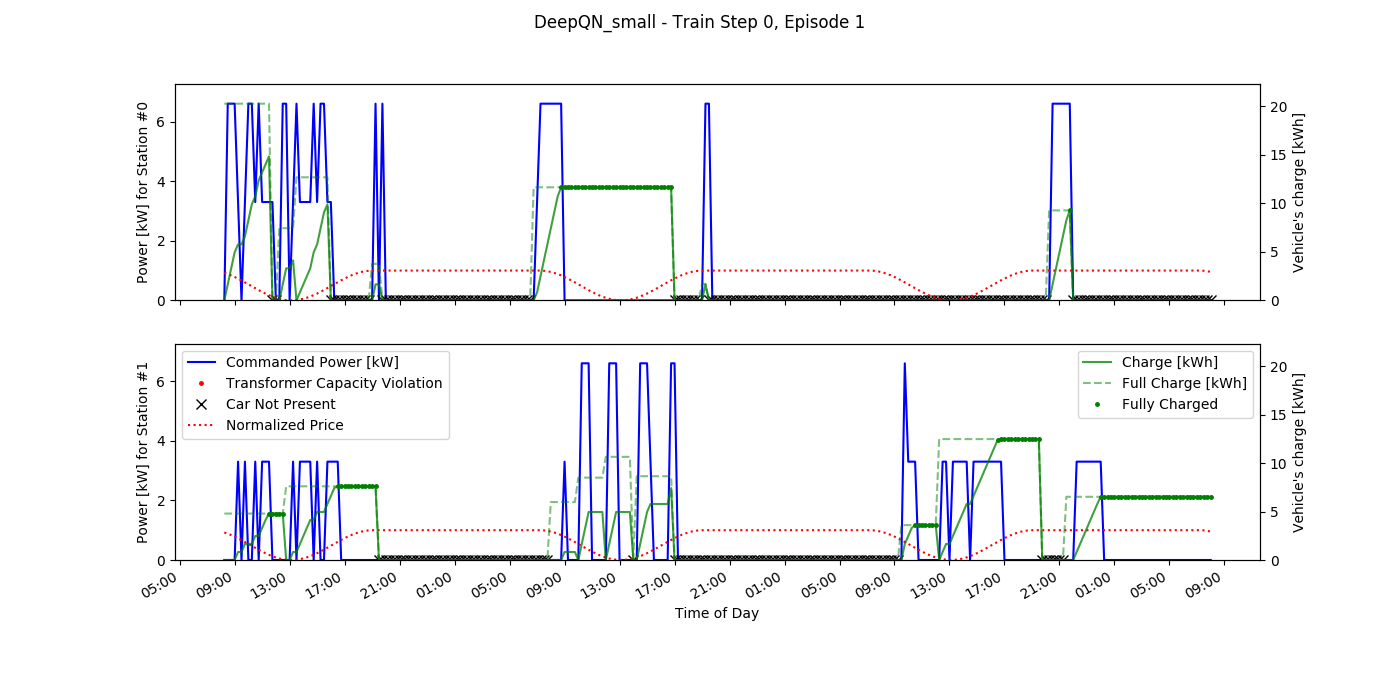 DeepQN_small - Train Step 0, Episode 1
Power [kW] for Station #0
0
2
4
6
0
5
10
15
20
Vehicle's charge [kWh]
Power [kW] for Station #1
0
2
4
6
Commanded Power [kW]
Transformer Capacity Violation
Car Not Present
Normalized Price
Charge [kWh]
Full Charge [kWh]
Fully Charged
0
5
10
15
20
Vehicle's charge [kWh]
05:00 09:00 13:00 17:00 21:00 01:00 05:00 09:00 13:00 17:00 21:00 01:00 05:00 09:00 13:00 17:00 21:00 01:00 05:00 09:00
Time of Day